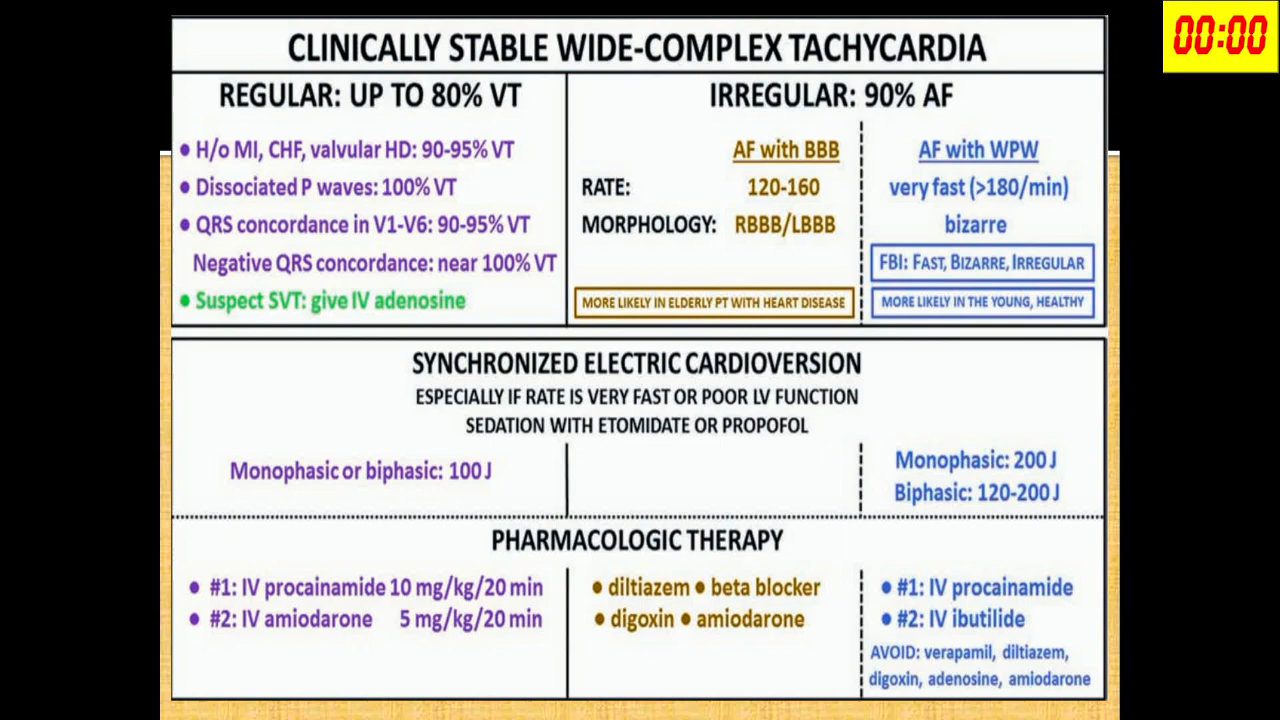 00:00
CLINICALLY STABLE WIDE-COMPLEX TACHYCARDIA
REGULAR: UP TO 80% VT
• H/o MI, CHF, valvular HD: 90-95% VT
• Dissociated P waves: 100% VT
• QRS concordance in V1-V6: 90-95% VT
Negative QRS concordance: near 100% VT
• Suspect SVT: give IV adenosine
IRREGULAR: 90% AF
AF with BBB
RATE: 120-160
MORPHOLOGY: RBBB/LBBB
MORE LIKELY IN ELDERLY PT WITH HEART DISEASE
AF with WPW
very fast (>180/min)
bizarre
FBI: FAST, BIZARRE, IRREGULAR
MORE LIKELY IN THE YOUNG, HEALTHY
SYNCHRONIZED ELECTRIC CARDIOVERSION
ESPECIALLY IF RATE IS VERY FAST OR POOR LV FUNCTION
SEDATION WITH ETOMIDATE OR PROPOFOL
Monophasic or biphasic: 100 J
Monophasic: 200 J
Biphasic: 120-200 J
PHARMACOLOGIC THERAPY
• #1: IV procainamide 10 mg/kg/20 min
• #2: IV amiodarone 5 mg/kg/20 min
• diltiazem • beta blocker
• digoxin • amiodarone
• #1: IV procainamide
• #2: IV ibutilide
AVOID: verapamil, diltiazem,
digoxin, adenosine, amiodarone